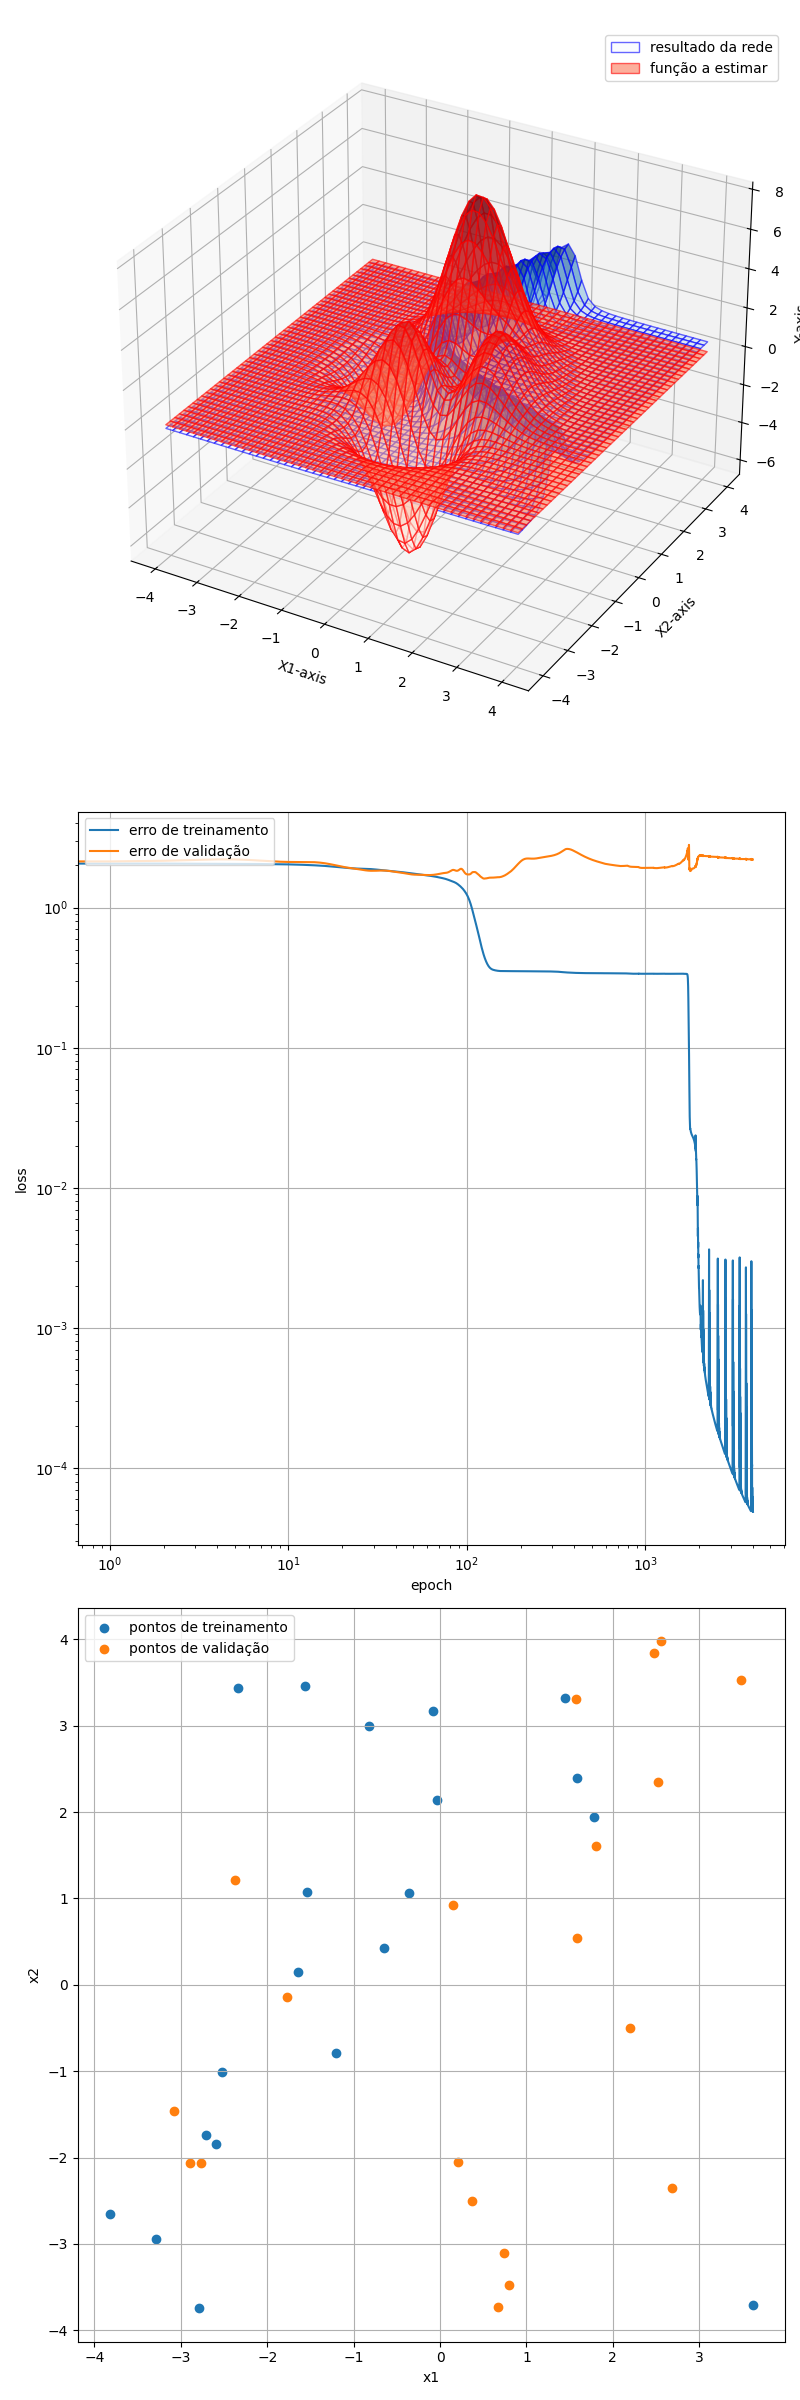 resultado da rede
função a estimar
8
6
4
2
0
−2
−4
−6
−4
−3
−2
−1
0
1
2
3
4
X1-axis
−4
−3
−2
−1
0
1
2
3
4
X2-axis
erro de treinamento
erro de validação
10^0
10^-1
10^-2
10^-3
10^-4
loss
10^0 10^1 10^2 10^3
epoch
pontos de treinamento
pontos de validação
4
3
2
1
0
−1
−2
−3
−4
x2
−4 −3 −2 −1 0 1 2 3
x1